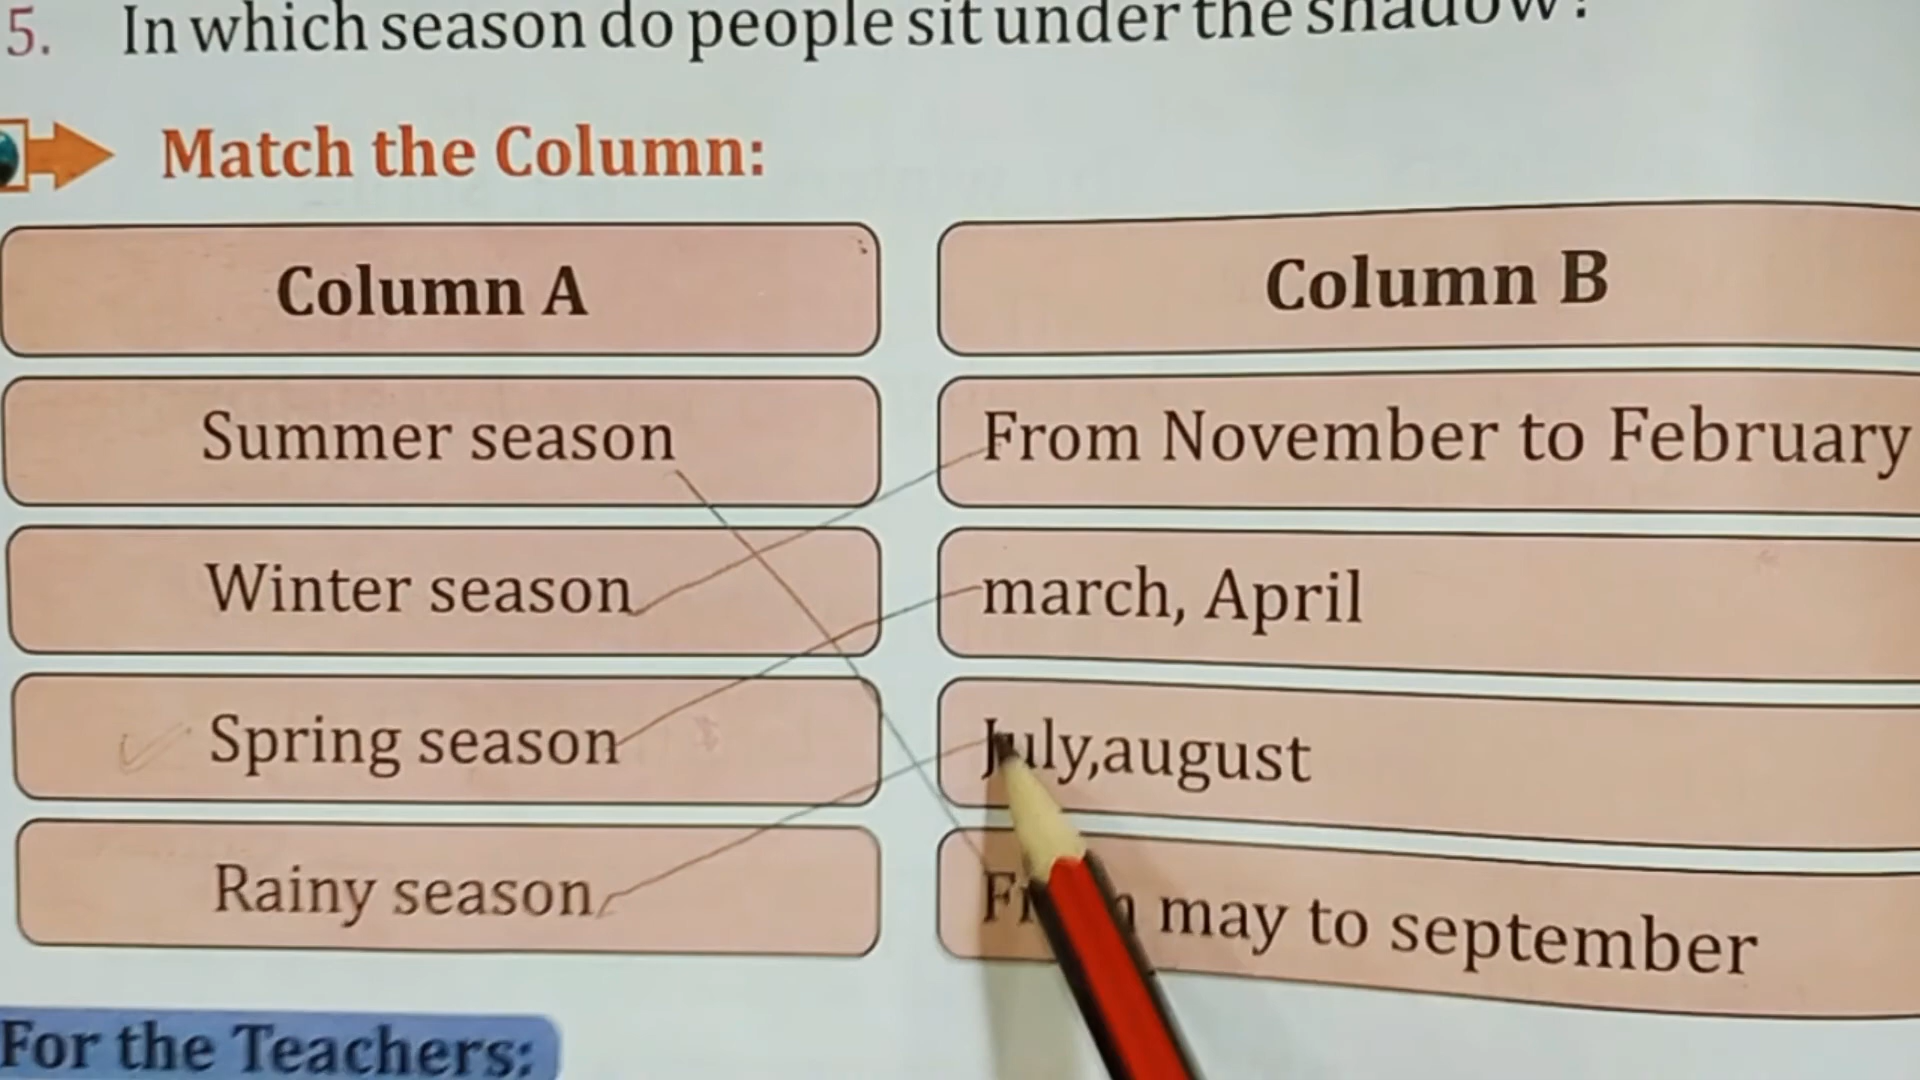 5. In which season do people sit under the shadow?
Match the Column:
Column A
Column B
Summer season
From November to February
Winter season
march, April
Spring season
July,august
Rainy season
may to september
For the Teachers: